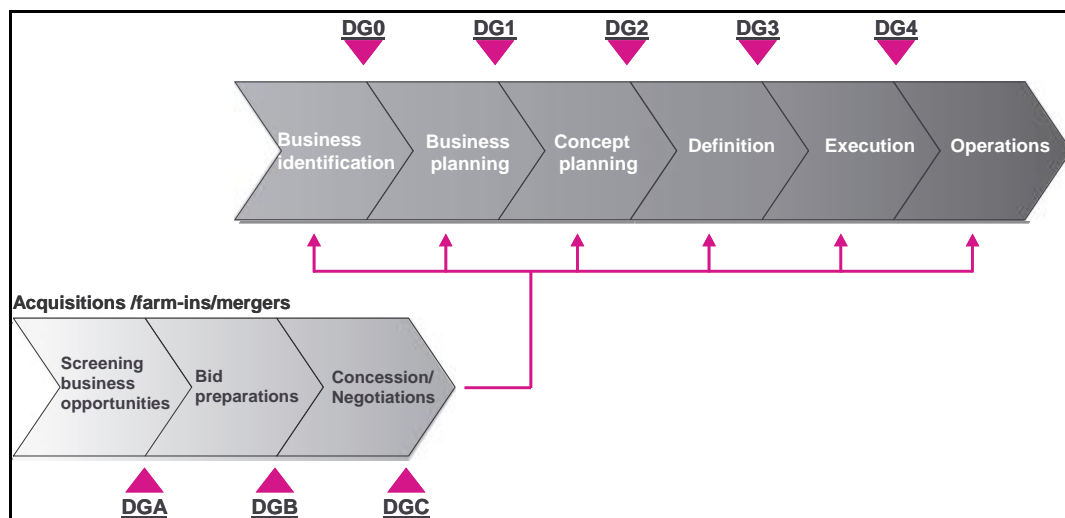 DG0 DG1 DG2 DG3 DG4
Business
identification
Business
planning
Concept
planning
Definition
Execution
Operations
Acquisitions /farm-ins/mergers
Screening
business
opportunities
Bid
preparations
Concession/
Negotiations
DGA DGB DGC